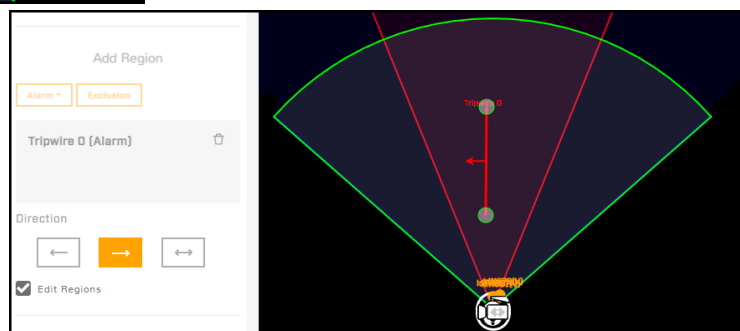 Add Region
Alarm
Exclusion
Tripwire 0 (Alarm)
Direction
Edit Regions
Tripwire 0